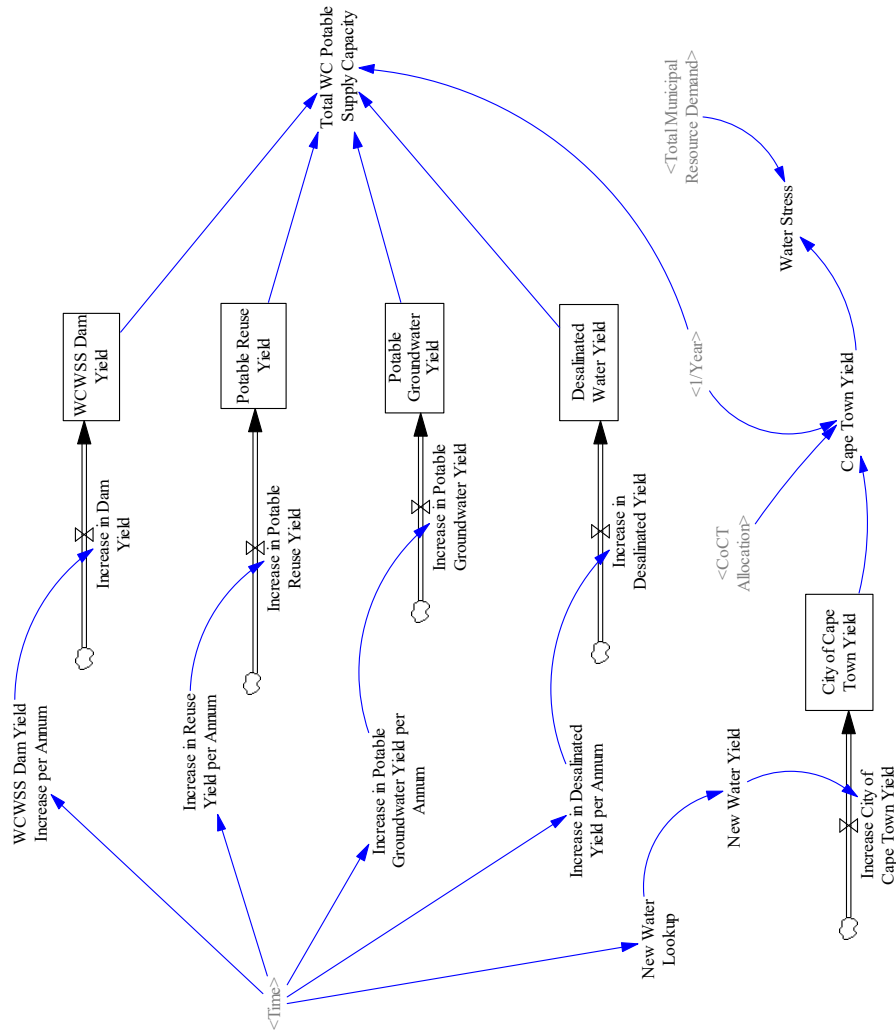 <Time>
WCWSS Dam Yield
Increase per Annum
Increase in Dam
Yield
WCWSS Dam
Yield
Increase in Reuse
Yield per Annum
Increase in Potable
Reuse Yield
Potable Reuse
Yield
Increase in Potable
Groundwater Yield per
Annum
Increase in Potable
Groundwater Yield
Potable
Groundwater
Yield
Increase in Desalinated
Yield per Annum
Increase in
Desalinated Yield
Desalinated
Water Yield
Total WC Potable
Supply Capacity
New Water
Lookup
New Water Yield
Increase City of
Cape Town Yield
City of Cape
Town Yield
<CoCT
Allocation>
<1/Year>
Cape Town Yield
Water Stress
<Total Municipal
Resource Demand>